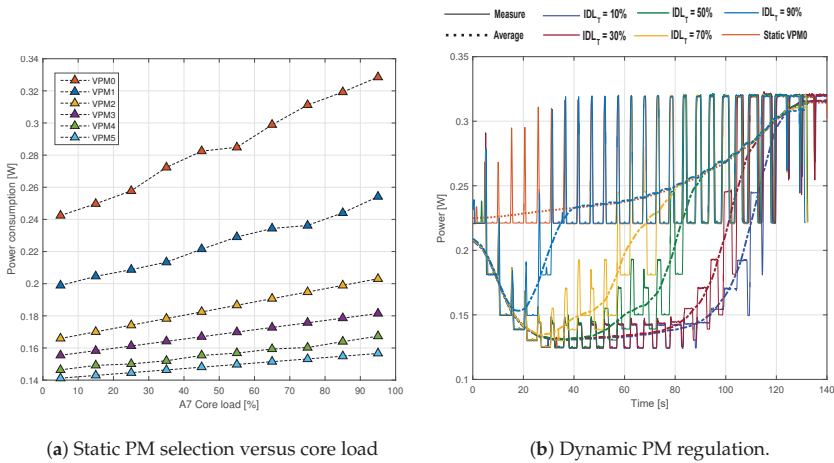 Measure
IDL_T = 10%
IDL_T = 50%
IDL_T = 90%
Average
IDL_T = 30%
IDL_T = 70%
Static VPM0
0.34
0.32
0.3
0.28
0.26
0.24
0.22
0.2
0.18
0.16
0.14
Power consumption [W]
VPM0
VPM1
VPM2
VPM3
VPM4
VPM5
0 10 20 30 40 50 60 70 80 90 100
A7 Core load [%]
0.35
0.3
0.25
0.2
0.15
0.1
Power [W]
0 20 40 60 80 100 120 140
Time [s]
(a) Static PM selection versus core load
(b) Dynamic PM regulation.